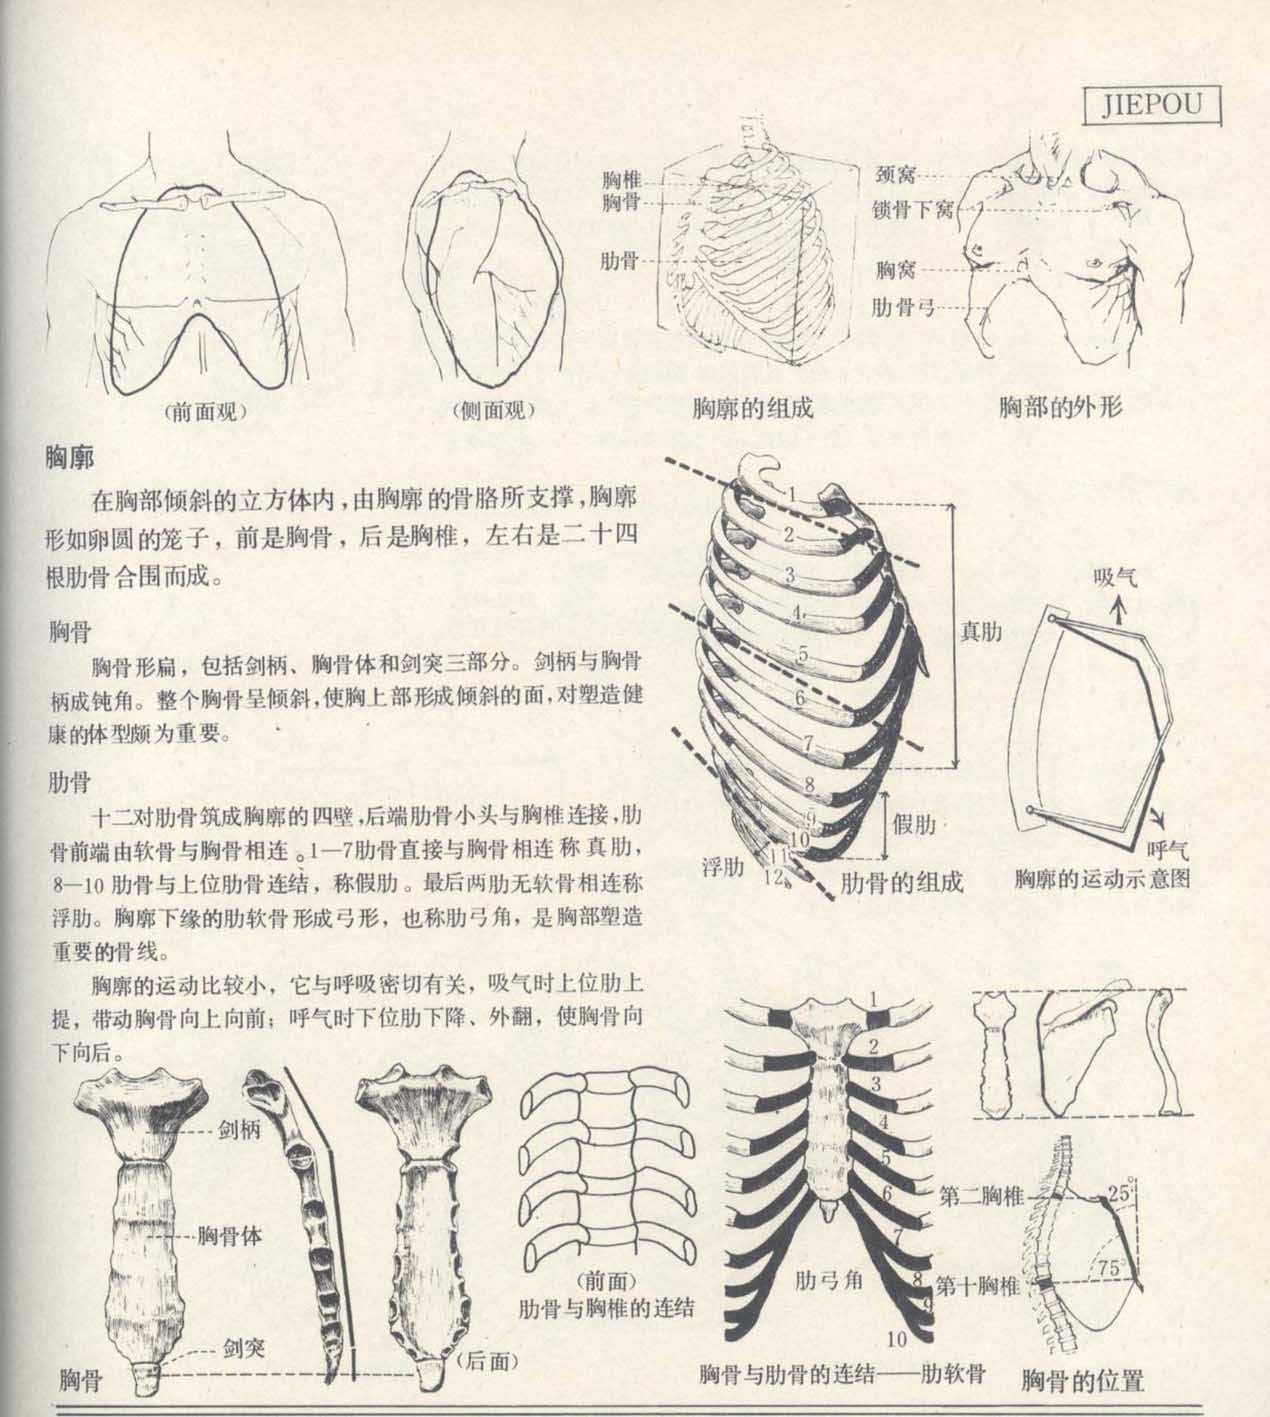 JIEPOU
胸椎
胸骨
肋骨
颈窝
锁骨下窝
胸窝
肋骨弓
(前面观)
(侧面观)
胸廓的组成
胸部的外形
胸廓
在胸部倾斜的立方体内,由胸廓的骨胳所支撑,胸廓
形如卵圆的笼子，前是胸骨，后是胸椎，左右是二十四
根肋骨合围而成。
胸骨
胸骨形扁，包括剑柄、胸骨体和剑突三部分。剑柄与胸骨
柄成钝角。整个胸骨呈倾斜,使胸上部形成倾斜的面,对塑造健
康的体型颇为重要。
肋骨
十二对肋骨筑成胸廓的四壁,后端肋骨小头与胸椎连接,肋
骨前端由软骨与胸骨相连。1—7肋骨直接与胸骨相连称真肋,
8—10 肋骨与上位肋骨连结，称假肋。最后两肋无软骨相连称
浮肋。胸廓下缘的肋软骨形成弓形，也称肋弓角，是胸部塑造
重要的骨线。
胸廓的运动比较小，它与呼吸密切有关，吸气时上位肋上
提，带动胸骨向上向前；呼气时下位肋下降、外翻，使胸骨向
下向后。
1
2
3
4
5
6
7
8
9
10
11
12
真肋
假肋
浮肋
肋骨的组成
吸气
呼气
胸廓的运动示意图
剑柄
胸骨体
剑突
胸骨
(后面)
(前面)
肋骨与胸椎的连结
1
2
3
4
5
6
7
8
9
10
肋弓角
胸骨与肋骨的连结——肋软骨
第二胸椎
25°
第十胸椎
75°
胸骨的位置